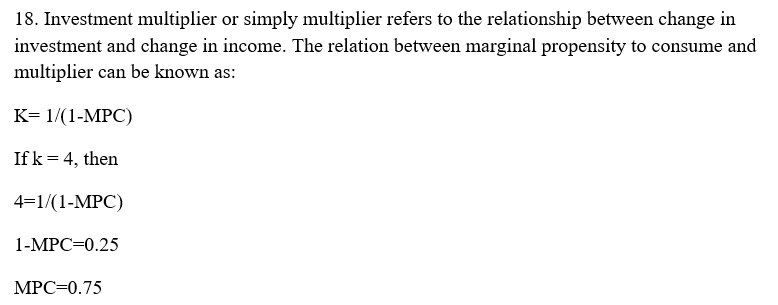 18. Investment multiplier or simply multiplier refers to the relationship between change in
investment and change in income. The relation between marginal propensity to consume and
multiplier can be known as:
K= 1/(1-MPC)
If k = 4, then
4=1/(1-MPC)
1-MPC=0.25
MPC=0.75